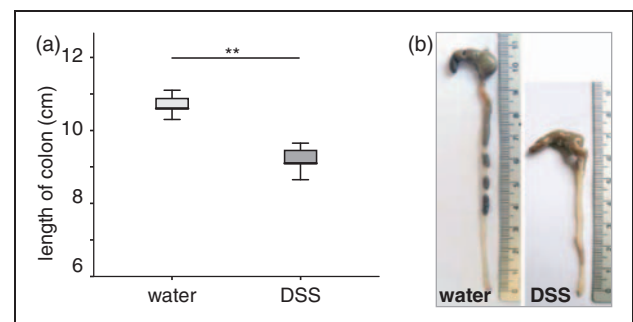 (a)
12
10
8
6
length of colon (cm)
**
water
DSS
(b)
water
DSS